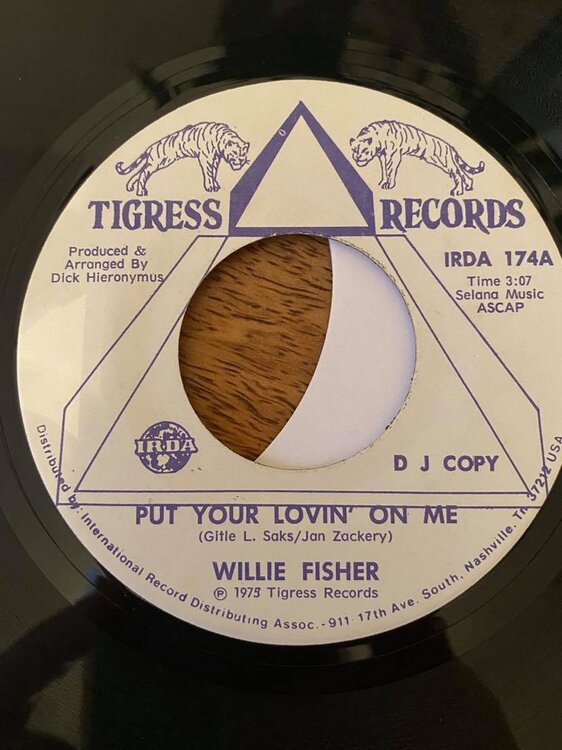 TIGRESS RECORDS
Produced &
Arranged By
Dick Hieronymus
IRDA 174A
Time 3:07
Selana Music
ASCAP
IRDA
D J COPY
PUT YOUR LOVIN' ON ME
(Gitle L. Saks/Jan Zackery)
WILLIE FISHER
℗ 1975 Tigress Records
Distributed by: International Record Distributing Assoc. - 911 17th Ave. South, Nashville, Tn 37212 USA